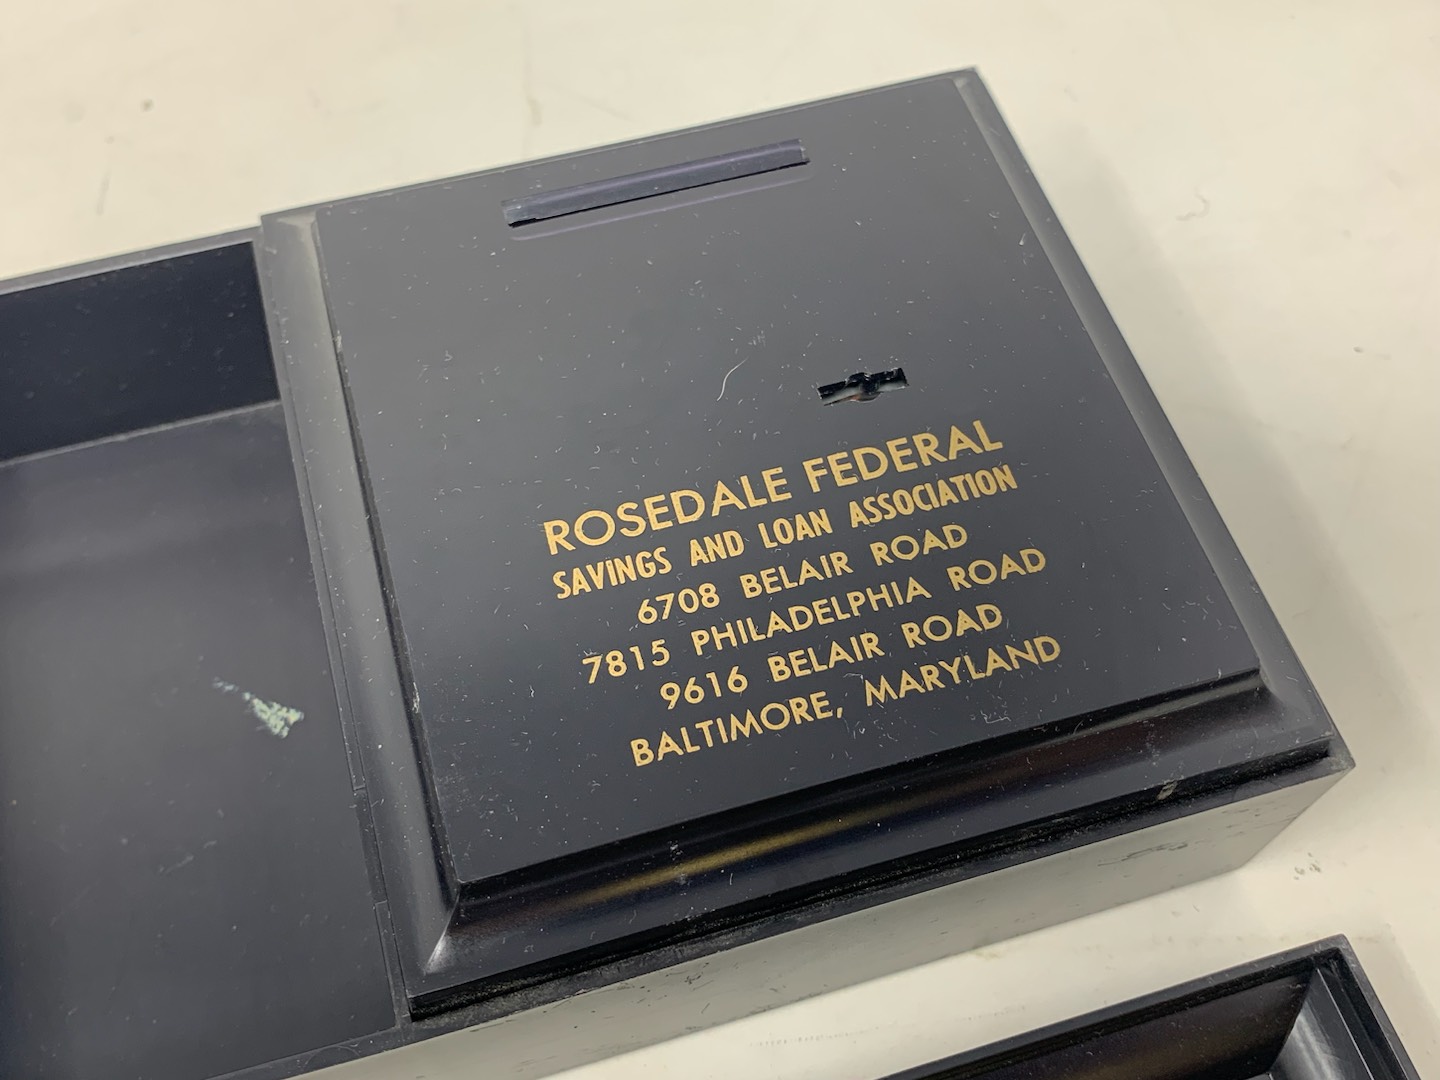 ROSEDALE FEDERAL
SAVINGS AND LOAN ASSOCIATION
6708 BELAIR ROAD
7815 PHILADELPHIA ROAD
9616 BELAIR ROAD
BALTIMORE, MARYLAND